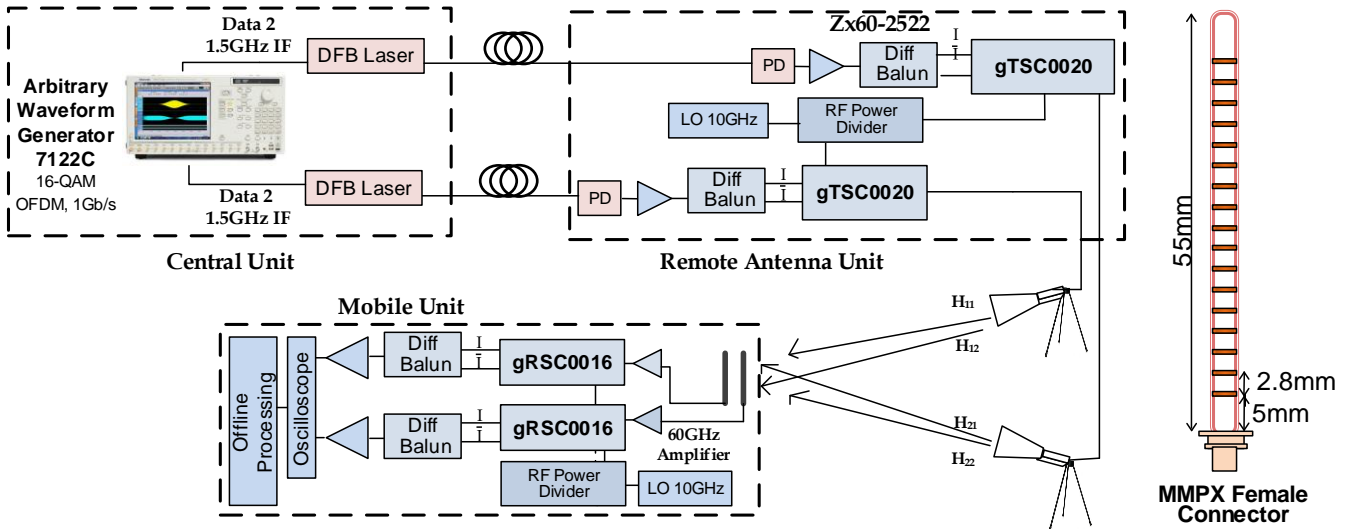 Data 2
1.5GHz IF
DFB Laser
Arbitrary
Waveform
Generator
7122C
16-QAM
OFDM, 1Gb/s
Data 2
1.5GHz IF
DFB Laser
Central Unit
Zx60-2522
PD
Diff
Balun
I
I
gTSC0020
LO 10GHz
RF Power
Divider
PD
Diff
Balun
I
I
gTSC0020
Remote Antenna Unit
Mobile Unit
Offline
Processing
Oscilloscope
Diff
Balun
I
I
gRSC0016
Diff
Balun
I
I
gRSC0016
60GHz
Amplifier
RF Power
Divider
LO 10GHz
H11
H12
H21
H22
55mm
2.8mm
5mm
MMPX Female
Connector